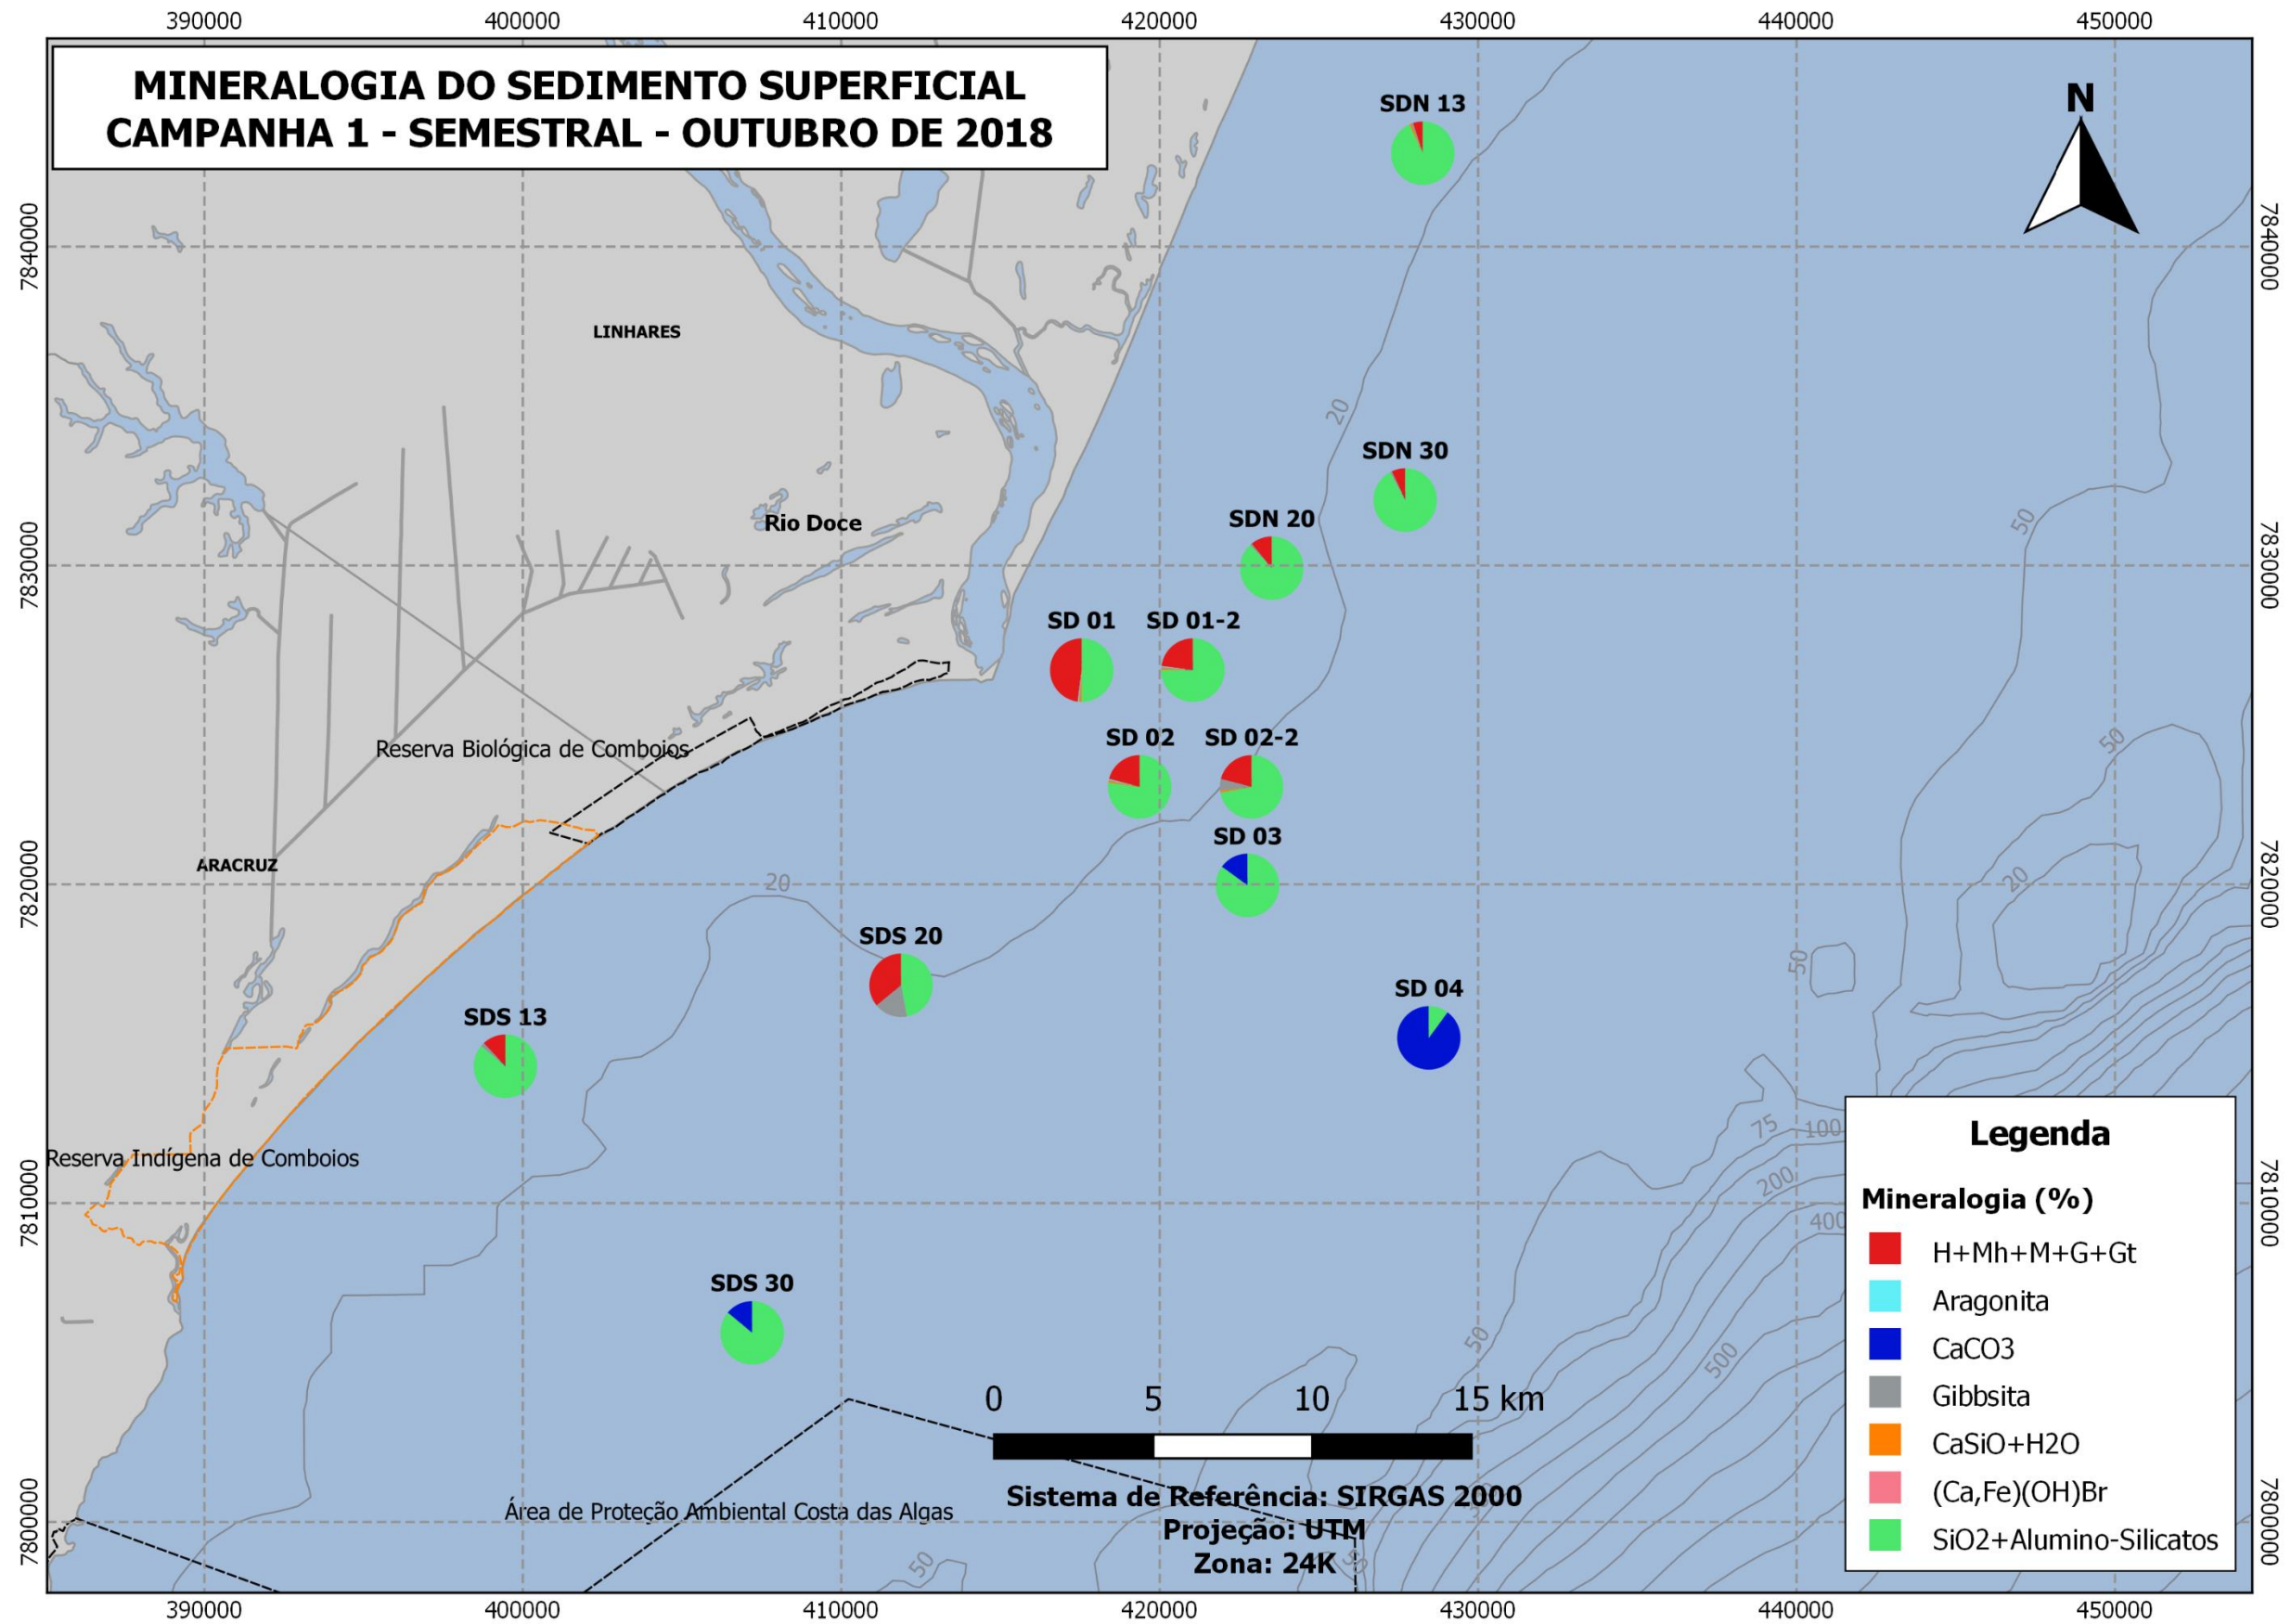 390000 400000 410000 420000 430000 440000 450000
MINERALOGIA DO SEDIMENTO SUPERFICIAL
CAMPANHA 1 - SEMESTRAL - OUTUBRO DE 2018
N
SDN 13
7840000
7840000
LINHARES
20
SDN 30
50
Rio Doce
SDN 20
7830000
7830000
SD 01
SD 01-2
Reserva Biológica de Comboios
SD 02
SD 02-2
50
SD 03
ARACRUZ
20
20
7820000
7820000
SDS 20
50
SD 04
SDS 13
75
100
Reserva Indígena de Comboios
200
400
7810000
7810000
SDS 30
50
500
0 5 10 15 km
Sistema de Referência: SIRGAS 2000
Projeção: UTM
Zona: 24K
Área de Proteção Ambiental Costa das Algas
50
7800000
7800000
Legenda
Mineralogia (%)
H+Mh+M+G+Gt
Aragonita
CaCO3
Gibbsita
CaSiO+H2O
(Ca,Fe)(OH)Br
SiO2+Alumino-Silicatos
390000 400000 410000 420000 430000 440000 450000